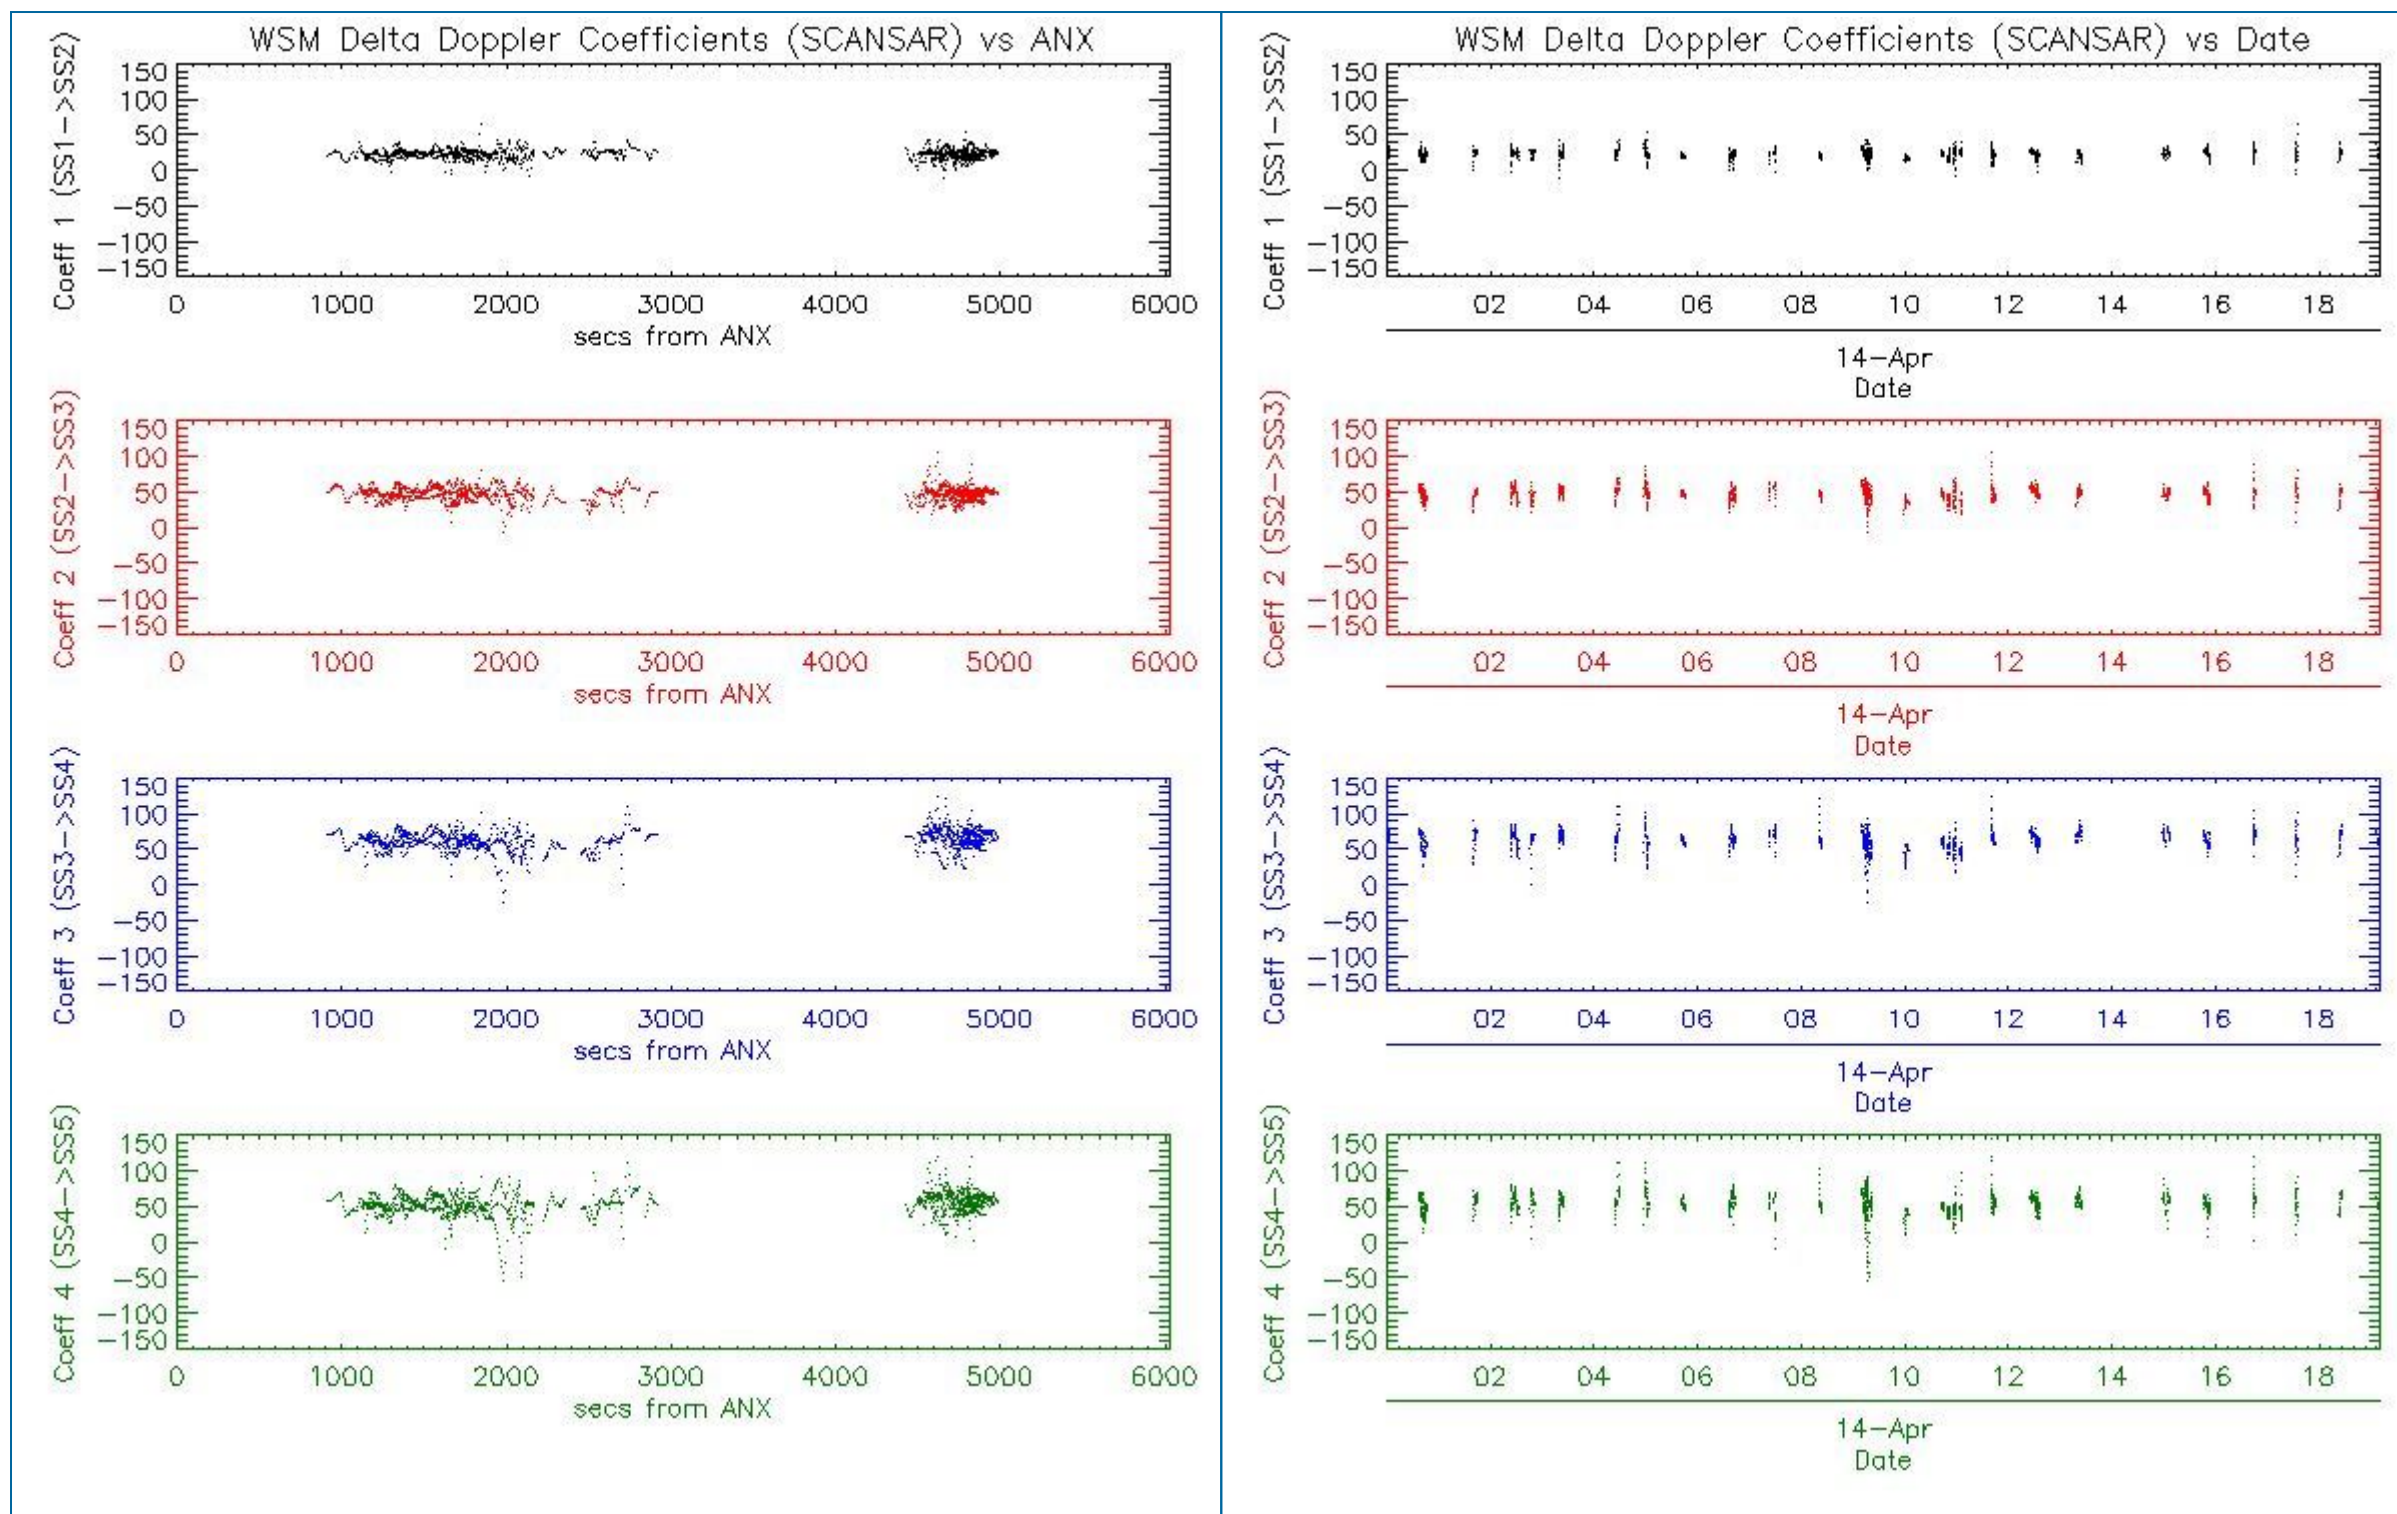 WSM Delta Doppler Coefficients (SCANSAR) vs ANX
Coeff 1 (SS1->SS2)
150
100
50
0
-50
-100
-150
0 1000 2000 3000 4000 5000 6000
secs from ANX
Coeff 2 (SS2->SS3)
150
100
50
0
-50
-100
-150
0 1000 2000 3000 4000 5000 6000
secs from ANX
Coeff 3 (SS3->SS4)
150
100
50
0
-50
-100
-150
0 1000 2000 3000 4000 5000 6000
secs from ANX
Coeff 4 (SS4->SS5)
150
100
50
0
-50
-100
-150
0 1000 2000 3000 4000 5000 6000
secs from ANX
WSM Delta Doppler Coefficients (SCANSAR) vs Date
Coeff 1 (SS1->SS2)
150
100
50
0
-50
-100
-150
02 04 06 08 10 12 14 16 18
14-Apr
Date
Coeff 2 (SS2->SS3)
150
100
50
0
-50
-100
-150
02 04 06 08 10 12 14 16 18
14-Apr
Date
Coeff 3 (SS3->SS4)
150
100
50
0
-50
-100
-150
02 04 06 08 10 12 14 16 18
14-Apr
Date
Coeff 4 (SS4->SS5)
150
100
50
0
-50
-100
-150
02 04 06 08 10 12 14 16 18
14-Apr
Date